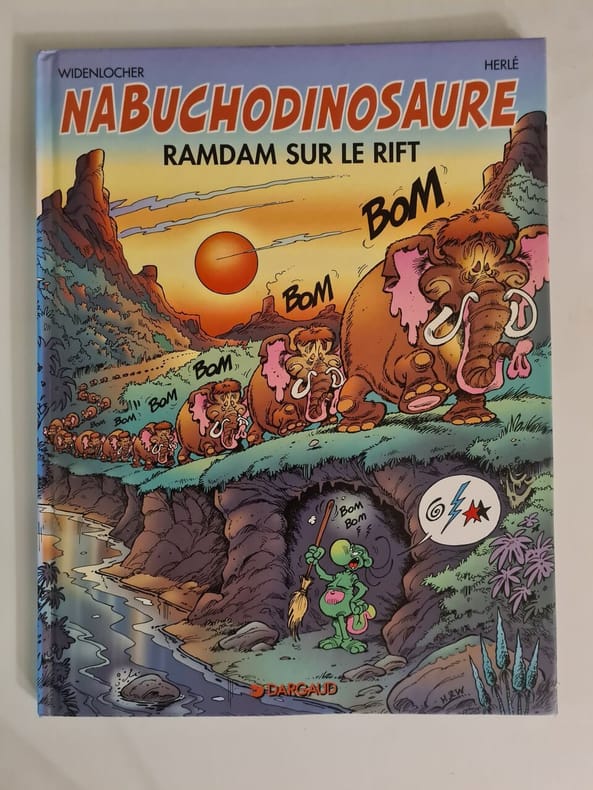 WIDENLOCHER
HERLÉ
NABUCHODINOSAURE
RAMDAM SUR LE RIFT
BOM
BOM
BOM
BOM
BOM
BOM
BOM
BOM
DARGAUD
H.R.W.